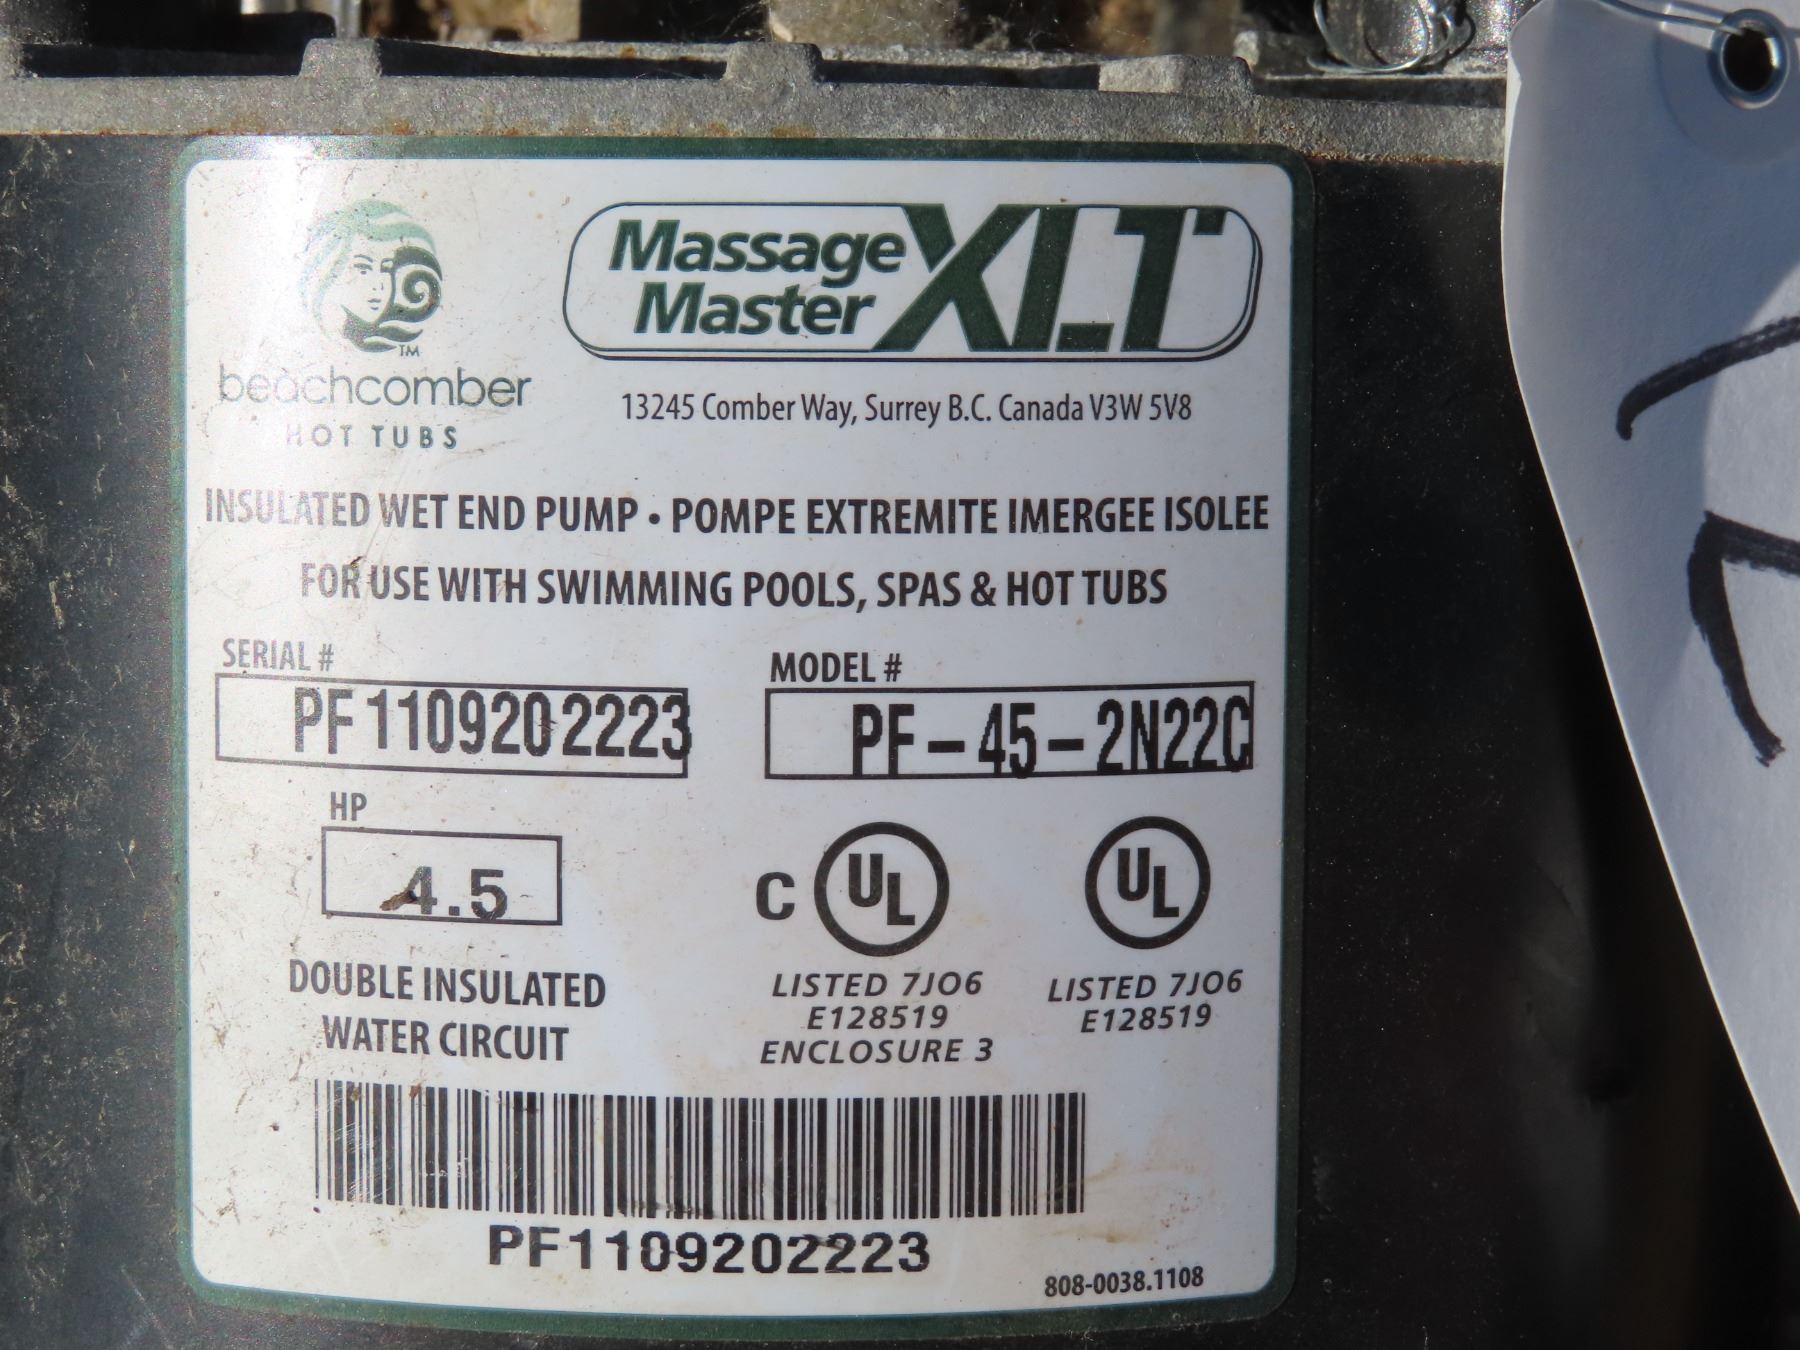 Massage Master XLT
TM
beachcomber
HOT TUBS
13245 Comber Way, Surrey B.C. Canada V3W 5V8
INSULATED WET END PUMP • POMPE EXTREMITE IMERGEE ISOLEE
FOR USE WITH SWIMMING POOLS, SPAS & HOT TUBS
SERIAL #
PF1109202223
MODEL #
PF-45-2N22C
HP
4.5
DOUBLE INSULATED
WATER CIRCUIT
C UL
LISTED 7JO6
E128519
ENCLOSURE 3
UL
LISTED 7JO6
E128519
PF1109202223
808-0038.1108